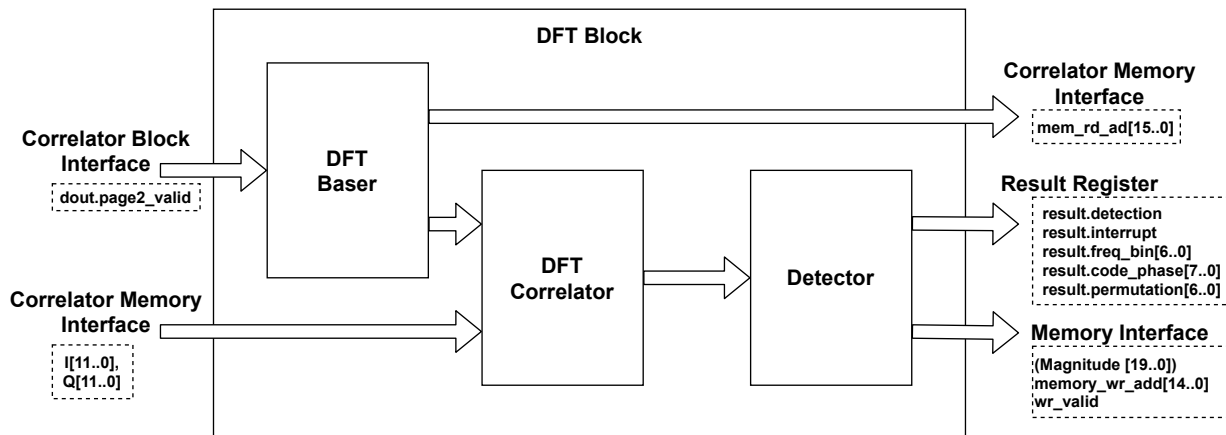 DFT Block
Correlator Block
Interface
dout.page2_valid
DFT
Baser
Correlator Memory
Interface
mem_rd_ad[15..0]
Correlator Memory
Interface
I[11..0],
Q[11..0]
DFT
Correlator
Detector
Result Register
result.detection
result.interrupt
result.freq_bin[6..0]
result.code_phase[7..0]
result.permutation[6..0]
Memory Interface
(Magnitude [19..0])
memory_wr_add[14..0]
wr_valid